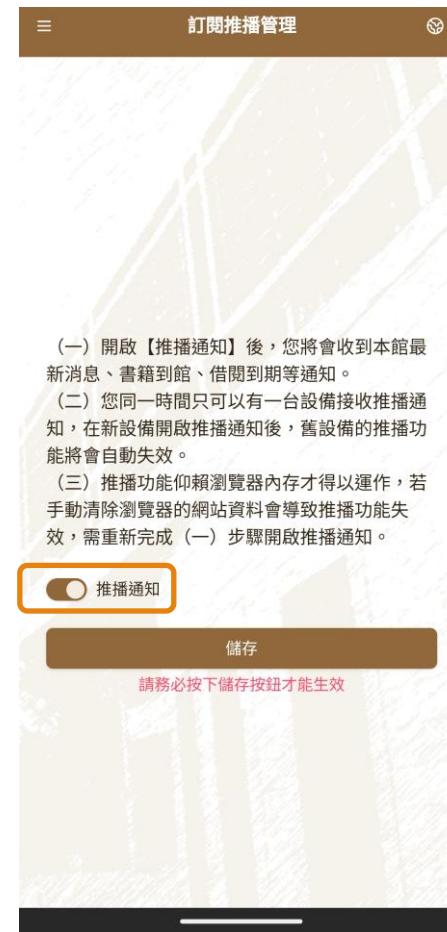 訂閱推播管理
（一）開啟【推播通知】後，您將會收到本館最
新消息、書籍到館、借閱到期等通知。
（二）您同一時間只可以有一台設備接收推播通
知，在新設備開啟推播通知後，舊設備的推播功
能將會自動失效。
（三）推播功能仰賴瀏覽器內存才得以運作，若
手動清除瀏覽器的網站資料會導致推播功能失
效，需重新完成（一）步驟開啟推播通知。
推播通知
儲存
請務必按下儲存按鈕才能生效